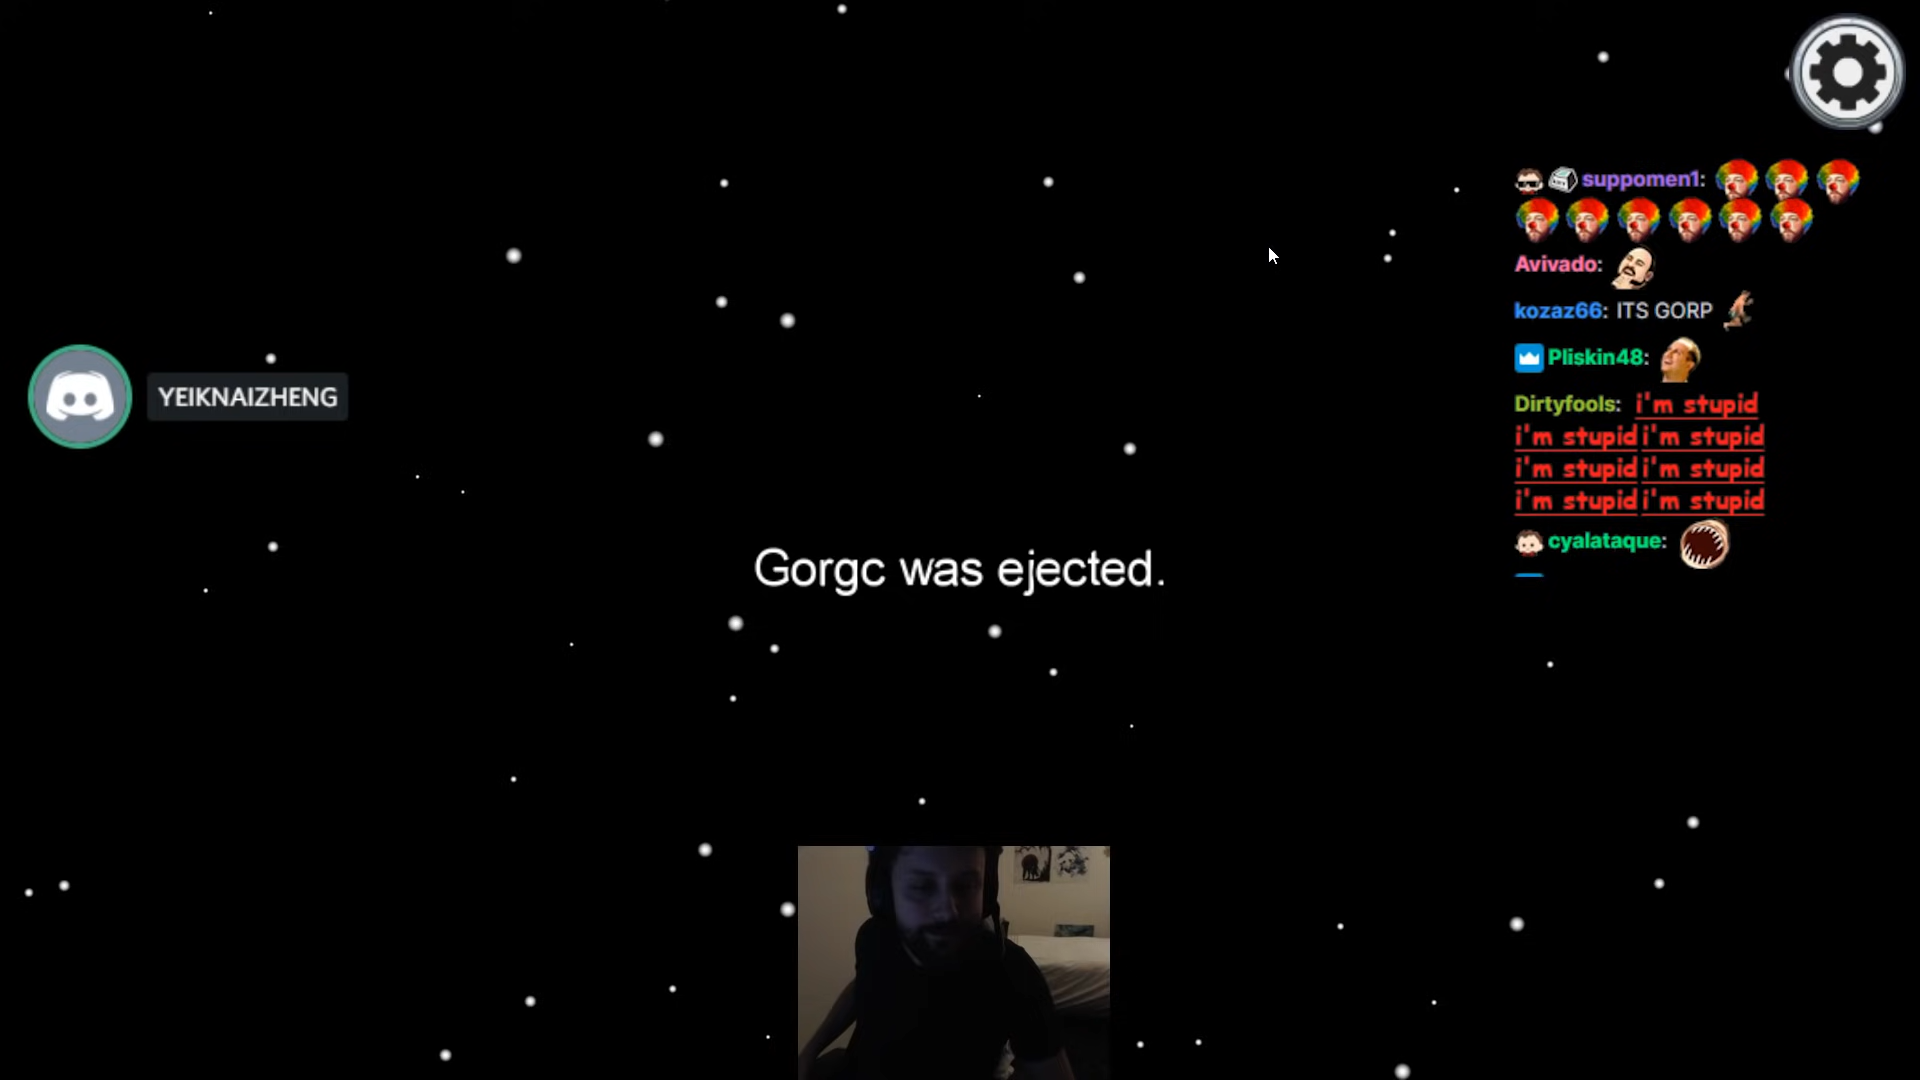 suppomen1:
Avivado:
kozaz66: ITS GORP
Pliskin48:
Dirtyfools: i'm stupid
i'm stupid i'm stupid
i'm stupid i'm stupid
i'm stupid i'm stupid
cyalataque:
YEIKNAIZHENG
Gorgc was ejected.